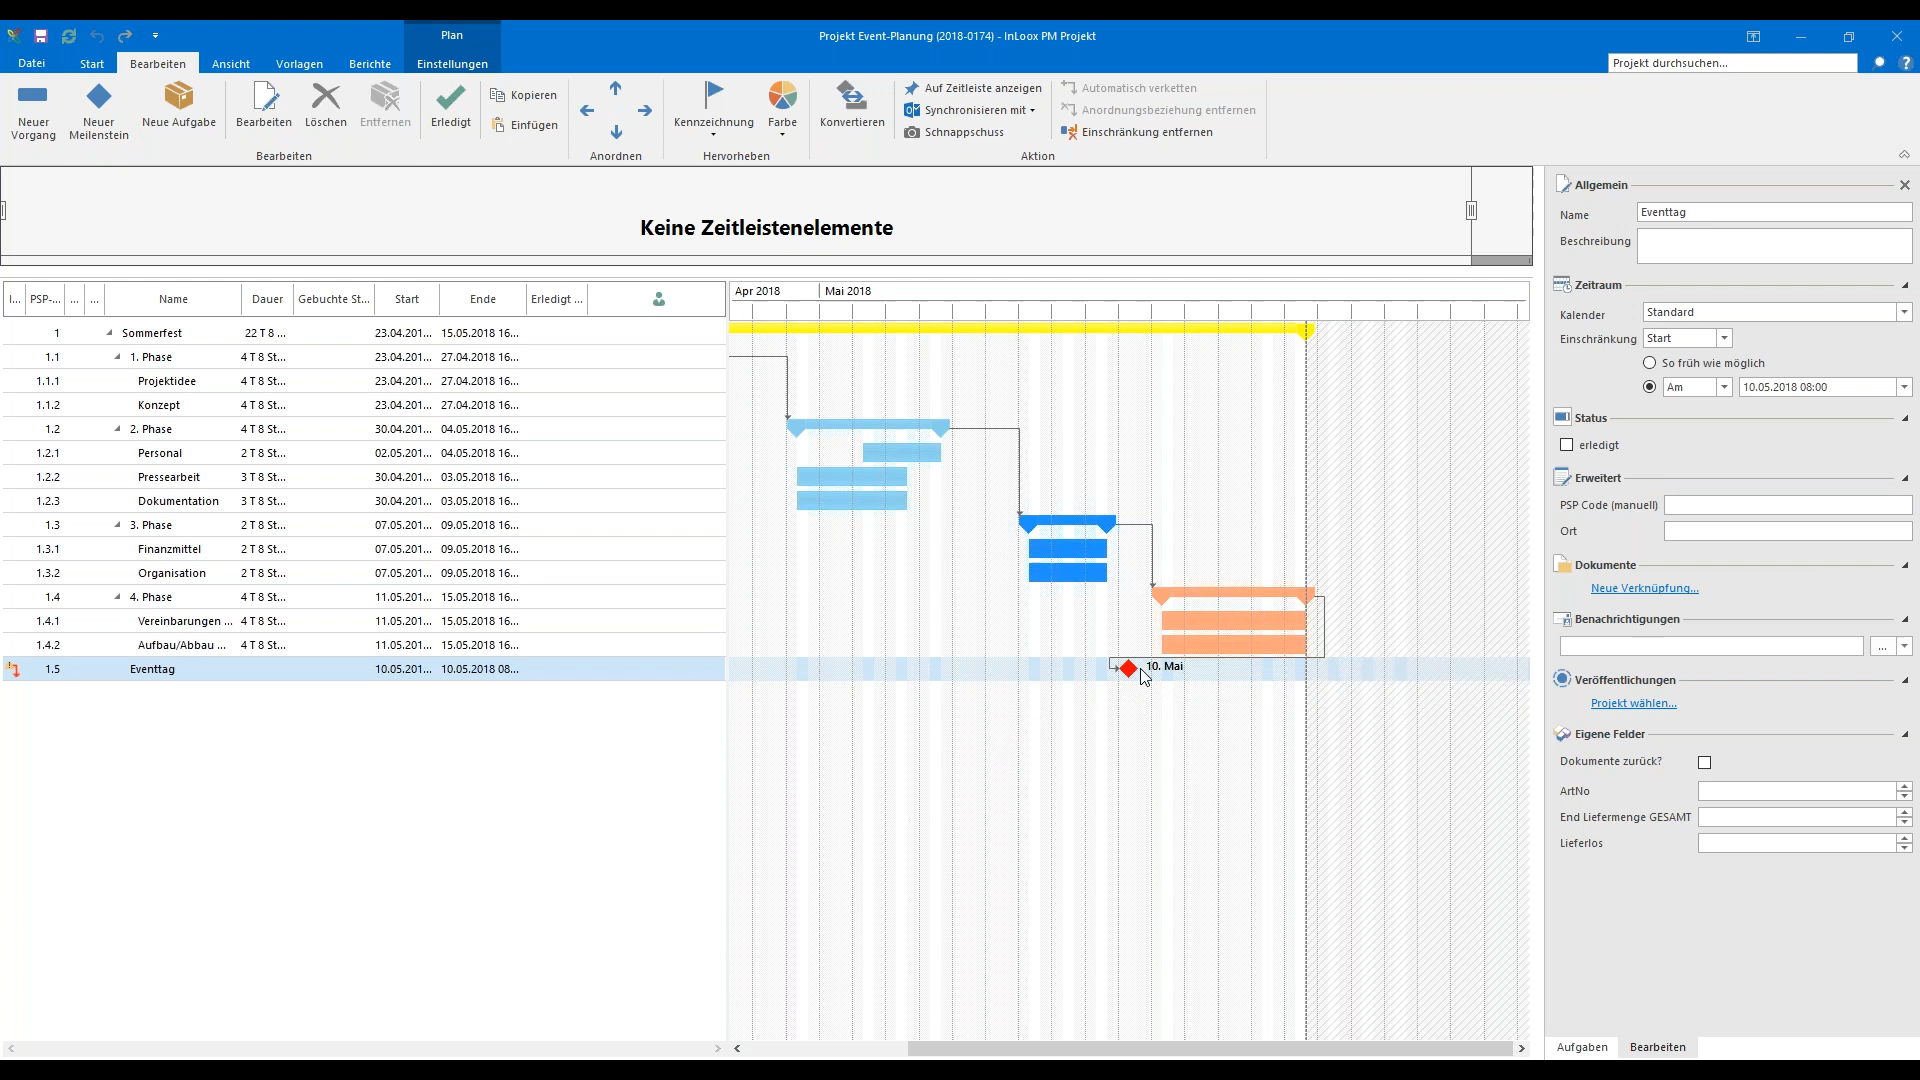 Plan
Projekt Event-Planung (2018-0174) - InLoox PM Projekt
Datei Start Bearbeiten Ansicht Vorlagen Berichte Einstellungen
Projekt durchsuchen...
Neuer Vorgang
Neuer Meilenstein
Neue Aufgabe
Bearbeiten
Löschen
Entfernen
Erledigt
Kopieren
Einfügen
Kennzeichnung
Farbe
Konvertieren
Auf Zeitleiste anzeigen
Synchronisieren mit
Schnappschuss
Automatisch verketten
Anordnungsbeziehung entfernen
Einschränkung entfernen
Bearbeiten Anordnen Hervorheben Aktion
Keine Zeitleistenelemente
I... PSP-... ... ... Name Dauer Gebuchte St... Start Ende Erledigt ...
Apr 2018 Mai 2018
1 Sommerfest 22 T 8 ... 23.04.201... 15.05.2018 16...
1.1 1. Phase 4 T 8 St... 23.04.201... 27.04.2018 16...
1.1.1 Projektidee 4 T 8 St... 23.04.201... 27.04.2018 16...
1.1.2 Konzept 4 T 8 St... 23.04.201... 27.04.2018 16...
1.2 2. Phase 4 T 8 St... 30.04.201... 04.05.2018 16...
1.2.1 Personal 2 T 8 St... 02.05.201... 04.05.2018 16...
1.2.2 Pressearbeit 3 T 8 St... 30.04.201... 03.05.2018 16...
1.2.3 Dokumentation 3 T 8 St... 30.04.201... 03.05.2018 16...
1.3 3. Phase 2 T 8 St... 07.05.201... 09.05.2018 16...
1.3.1 Finanzmittel 2 T 8 St... 07.05.201... 09.05.2018 16...
1.3.2 Organisation 2 T 8 St... 07.05.201... 09.05.2018 16...
1.4 4. Phase 4 T 8 St... 11.05.201... 15.05.2018 16...
1.4.1 Vereinbarungen ... 4 T 8 St... 11.05.201... 15.05.2018 16...
1.4.2 Aufbau/Abbau ... 4 T 8 St... 11.05.201... 15.05.2018 16...
1.5 Eventtag 10.05.201... 10.05.2018 08...
10. Mai
Allgemein
Name Eventtag
Beschreibung
Zeitraum
Kalender Standard
Einschränkung Start
So früh wie möglich
Am 10.05.2018 08:00
Status
erledigt
Erweitert
PSP Code (manuell)
Ort
Dokumente
Neue Verknüpfung...
Benachrichtigungen
...
Veröffentlichungen
Projekt wählen...
Eigene Felder
Dokumente zurück?
ArtNo
End Liefermenge GESAMT
Lieferlos
Aufgaben Bearbeiten